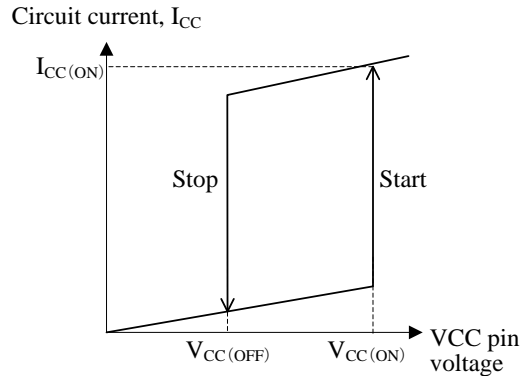 Circuit current, ICC
ICC(ON)
Stop
Start
VCC(OFF)
VCC(ON)
VCC pin
voltage